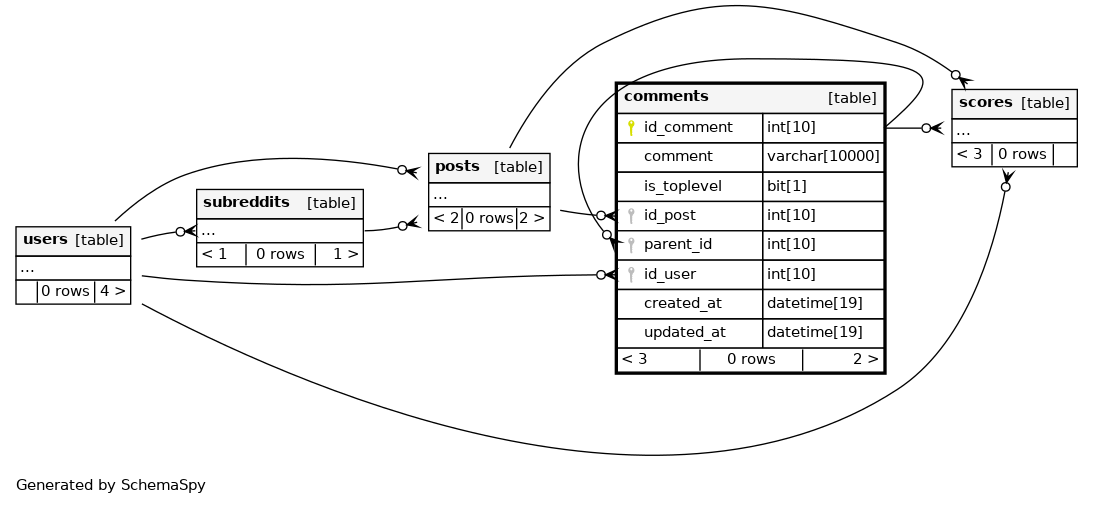 users [table]
...
0 rows 4 >
subreddits [table]
...
< 1 0 rows 1 >
posts [table]
...
< 2 0 rows 2 >
comments [table]
id_comment int[10]
comment varchar[10000]
is_toplevel bit[1]
id_post int[10]
parent_id int[10]
id_user int[10]
created_at datetime[19]
updated_at datetime[19]
< 3 0 rows 2 >
scores [table]
...
< 3 0 rows
Generated by SchemaSpy